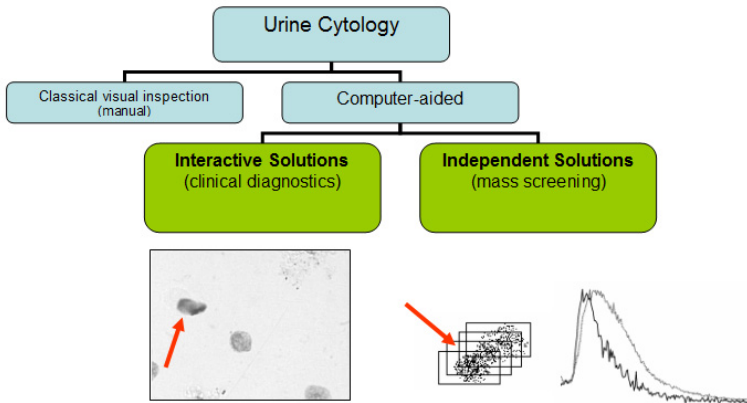 Urine Cytology
Classical visual inspection
(manual)
Computer-aided
Interactive Solutions
(clinical diagnostics)
Independent Solutions
(mass screening)